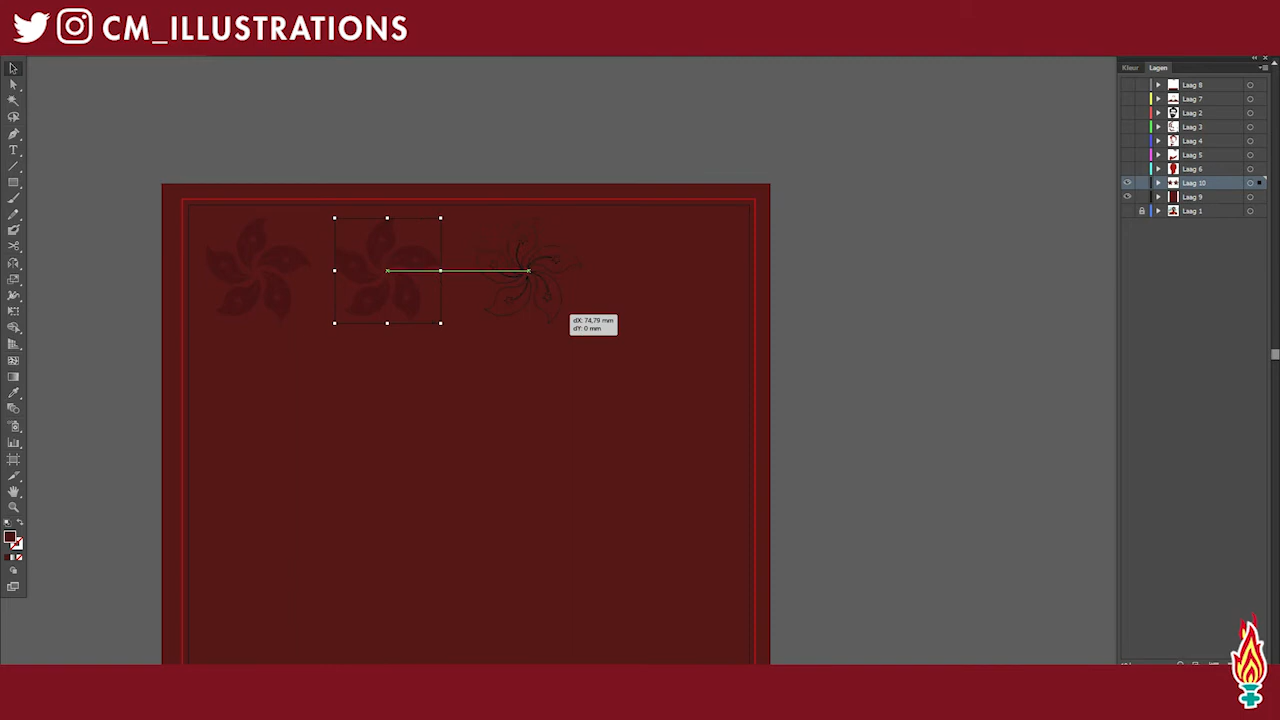 CM_ILLUSTRATIONS
Kleur Lagen
Laag 8
Laag 7
Laag 2
Laag 3
Laag 4
Laag 5
Laag 6
Laag 10
Laag 9
Laag 1
dX: 74,79 mm
dY: 0 mm